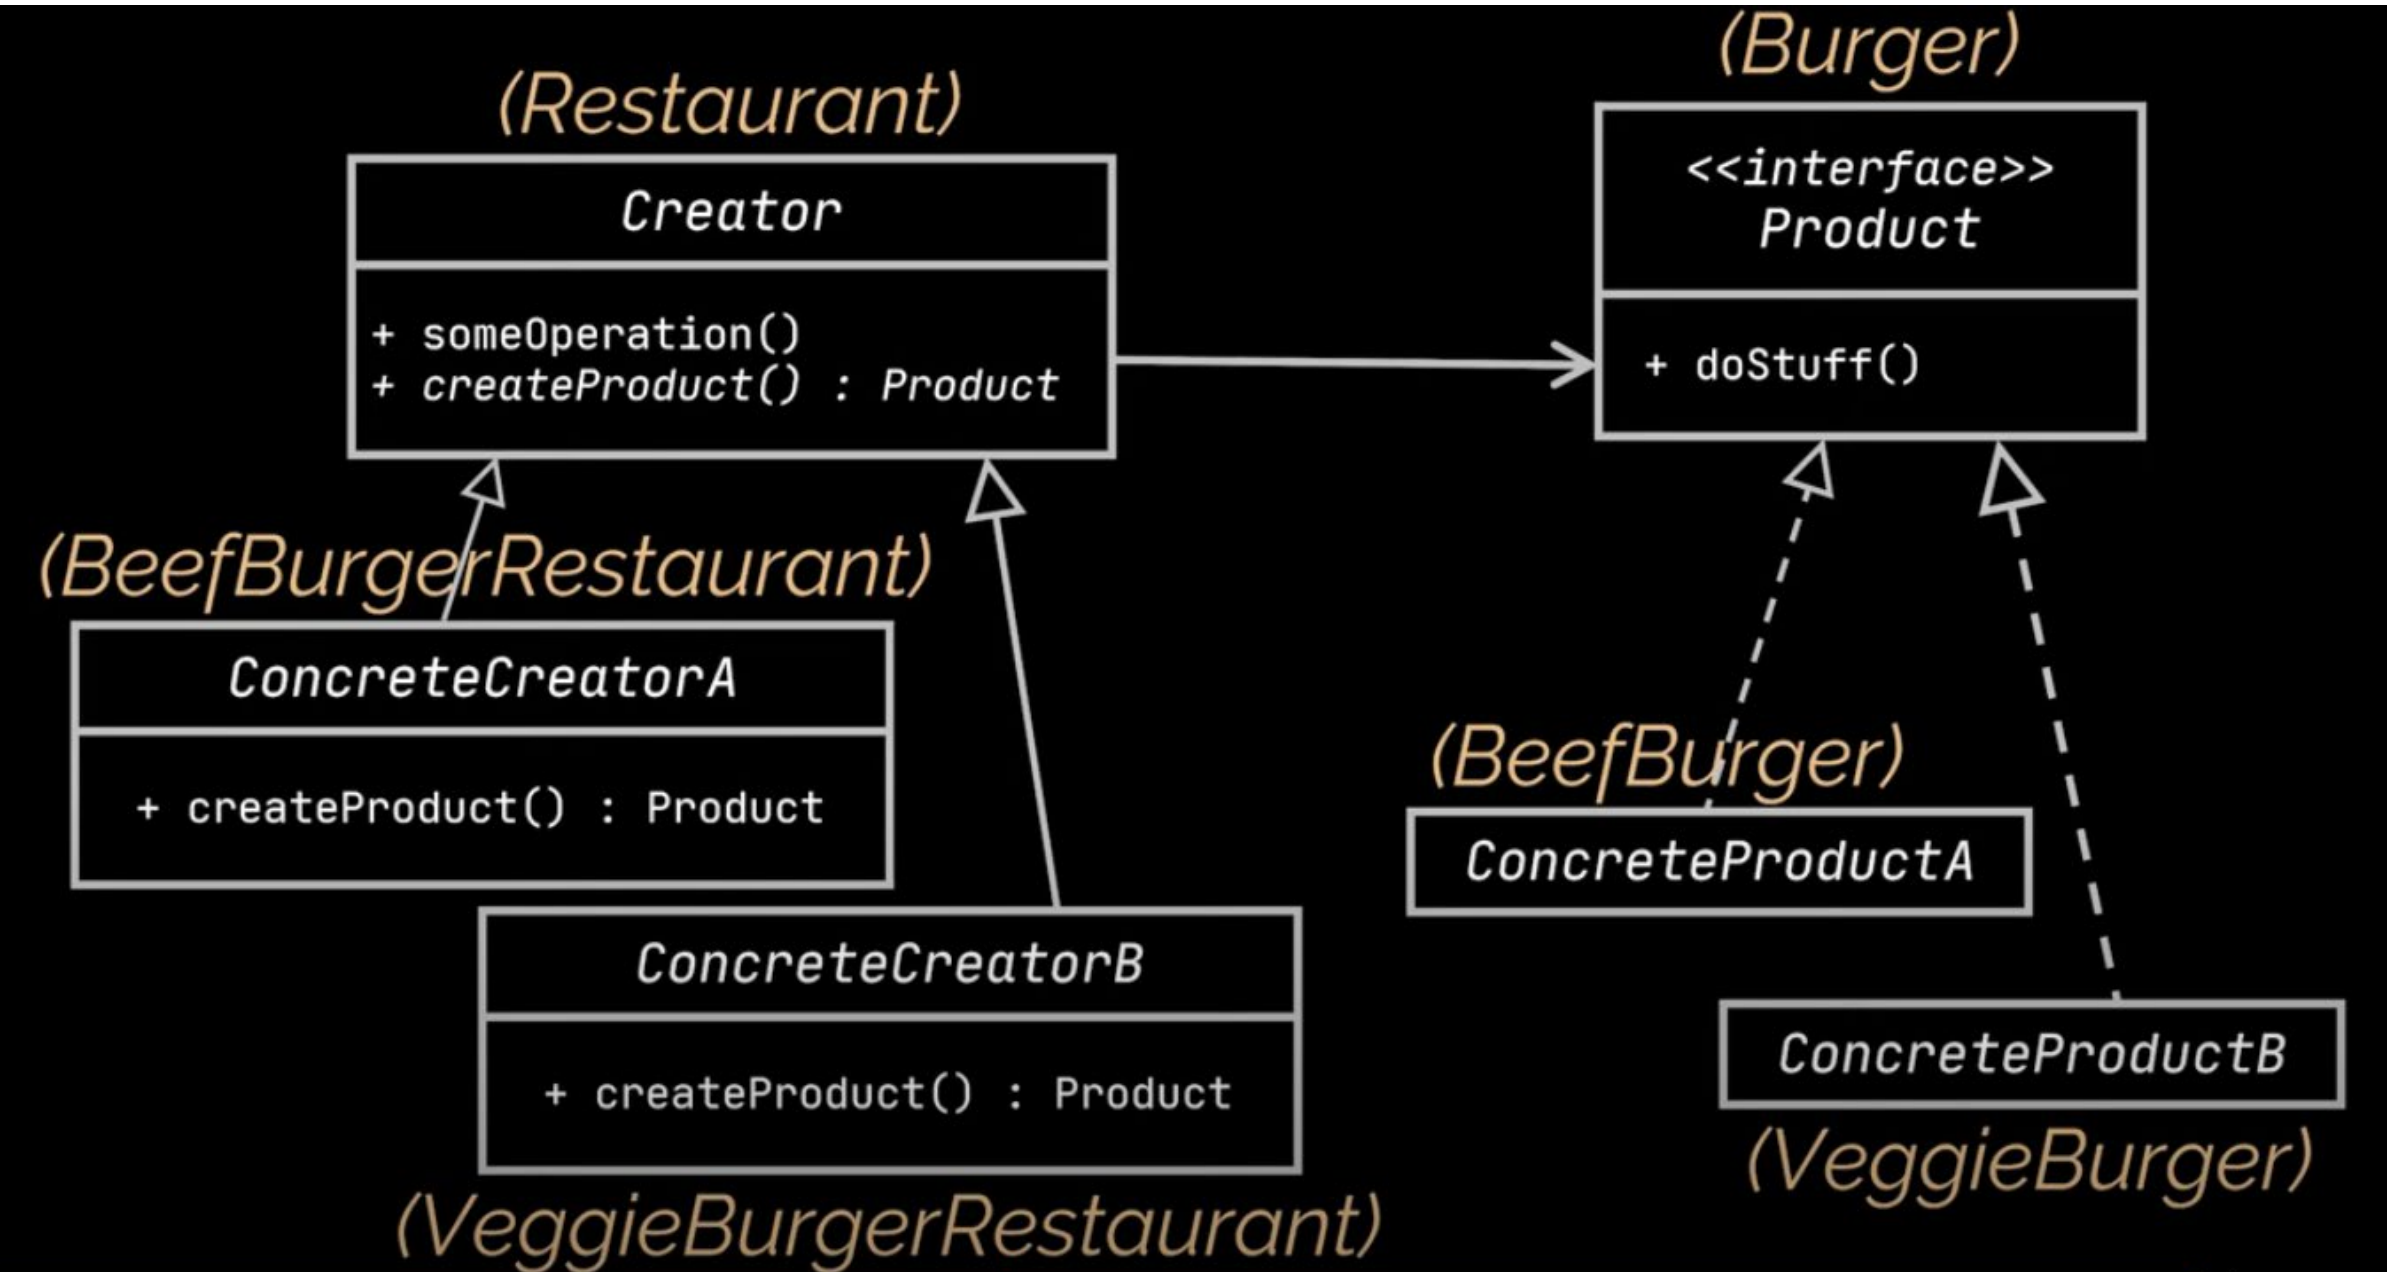 (Restaurant)
Creator
+ someOperation()
+ createProduct() : Product
(Burger)
<<interface>>
Product
+ doStuff()
(BeefBurgerRestaurant)
ConcreteCreatorA
+ createProduct() : Product
ConcreteCreatorB
+ createProduct() : Product
(VeggieBurgerRestaurant)
(BeefBurger)
ConcreteProductA
ConcreteProductB
(VeggieBurger)